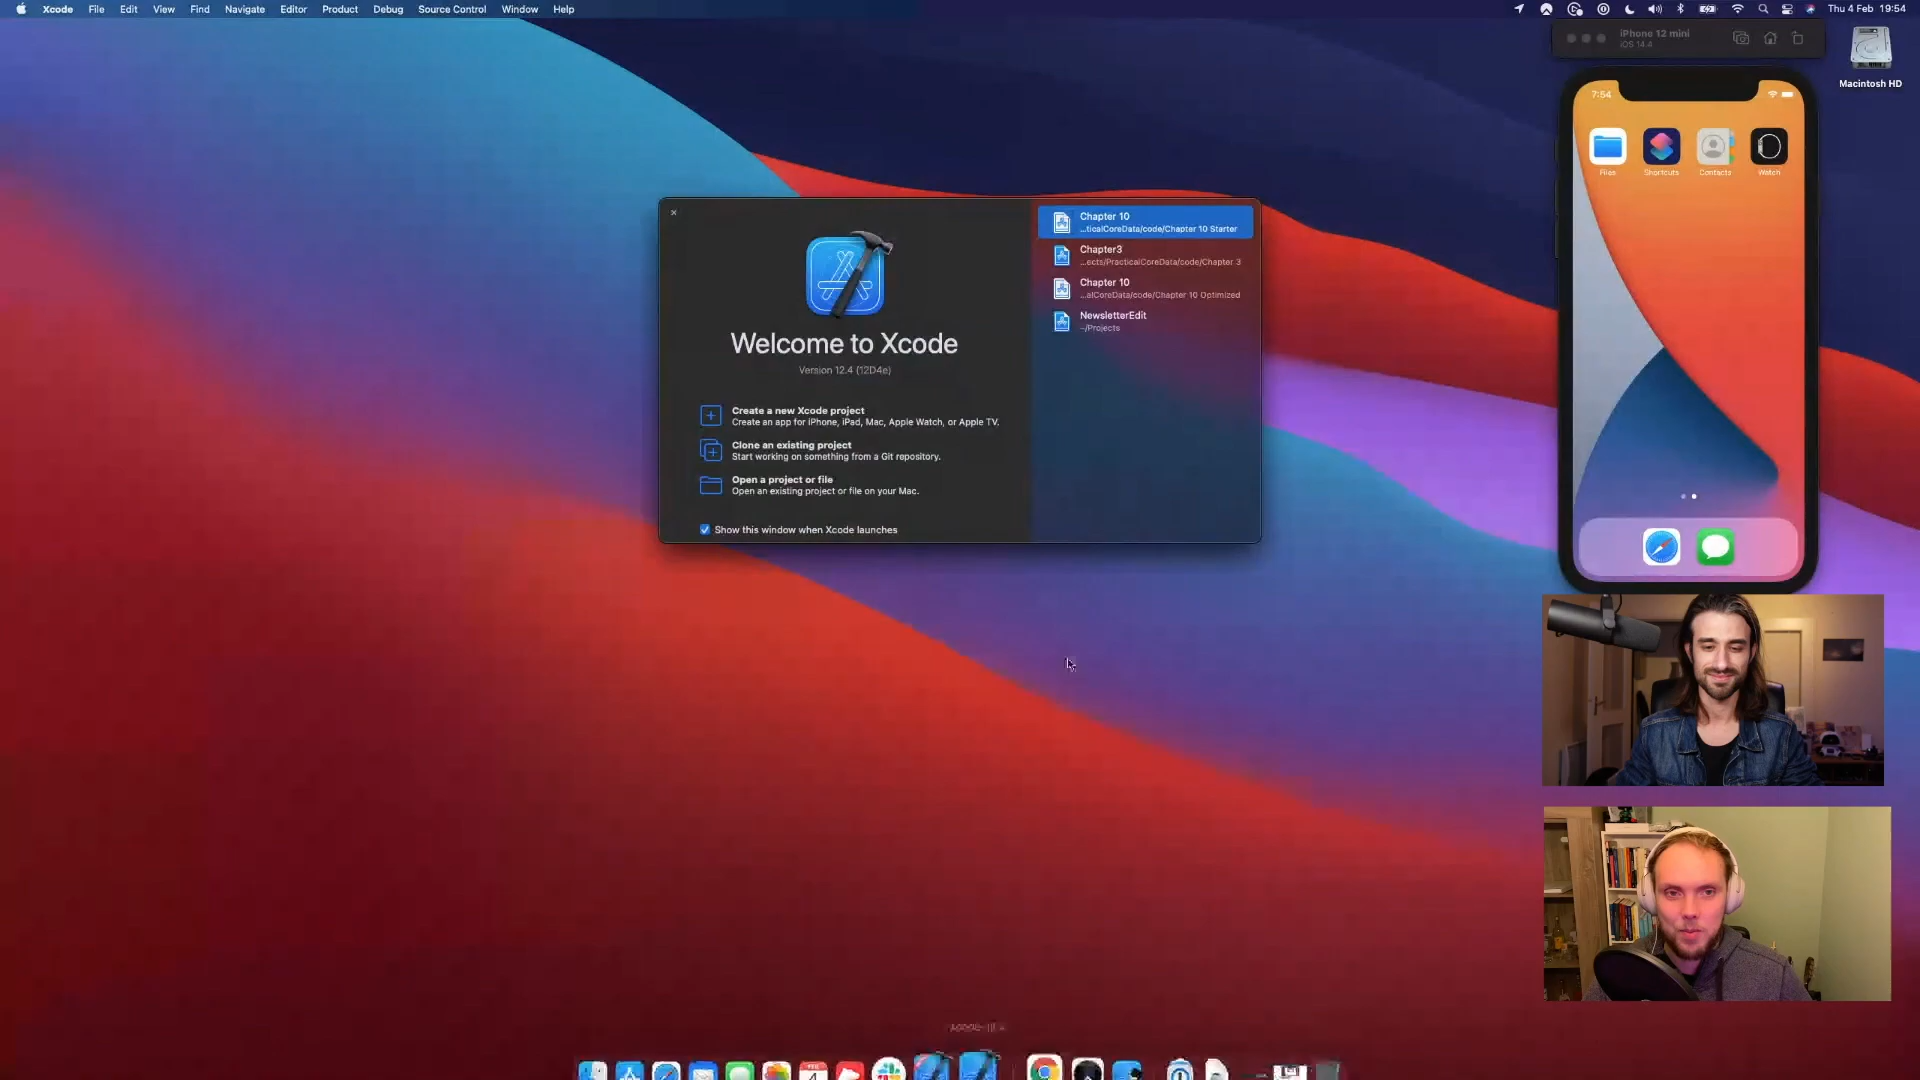 Xcode File Edit View Find Navigate Editor Product Debug Source Control Window Help
Thu 4 Feb 19:54
iPhone 12 mini
iOS 14.4
Macintosh HD
7:54
Files Shortcuts Contacts Watch
Welcome to Xcode
Version 12.4 (12D4e)
Create a new Xcode project
Create an app for iPhone, iPad, Mac, Apple Watch, or Apple TV.
Clone an existing project
Start working on something from a Git repository.
Open a project or file
Open an existing project or file on your Mac.
Show this window when Xcode launches
Chapter 10
...ticalCoreData/code/Chapter 10 Starter
Chapter3
...ects/PracticalCoreData/code/Chapter 3
Chapter 10
...alCoreData/code/Chapter 10 Optimized
NewsletterEdit
~/Projects
4